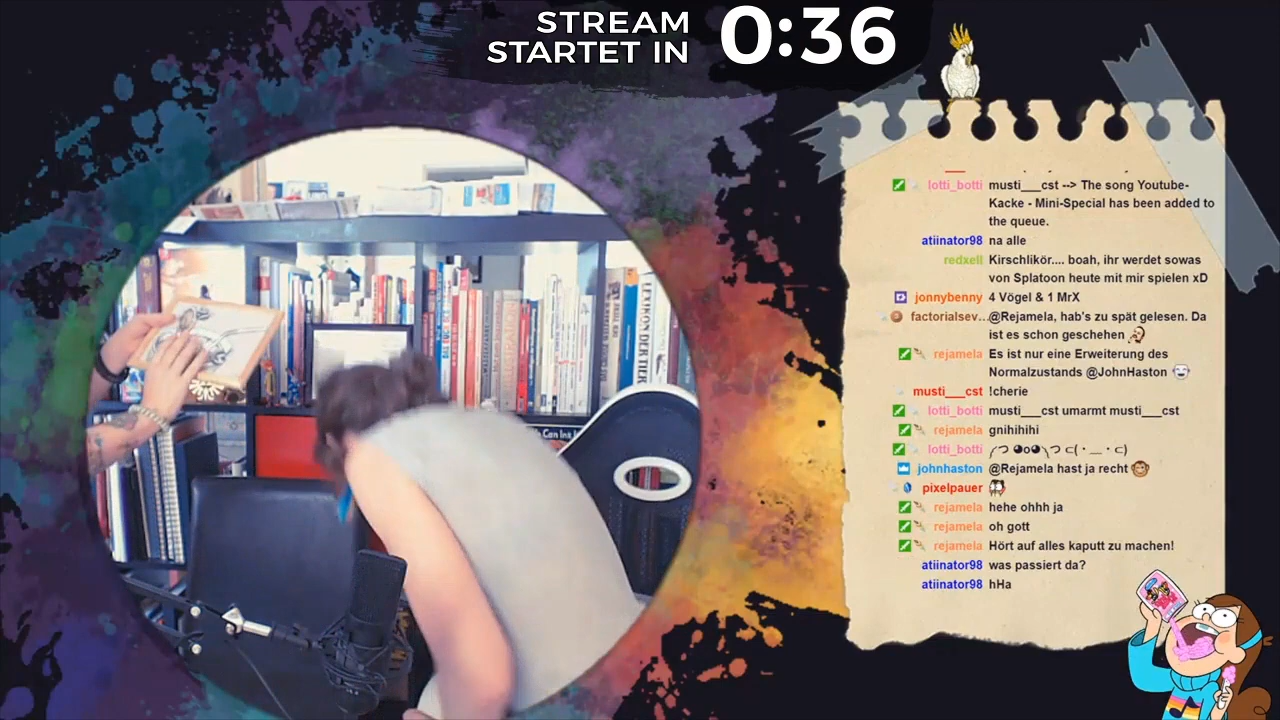 STREAM
STARTET IN
0:36
lotti_botti musti___cst --> The song Youtube-
Kacke - Mini-Special has been added to
the queue.
atiinator98 na alle
redxell Kirschlikör.... boah, ihr werdet sowas
von Splatoon heute mit mir spielen xD
jonnybenny 4 Vögel & 1 MrX
factorialsev... @Rejamela, hab's zu spät gelesen. Da
ist es schon geschehen
rejamela Es ist nur eine Erweiterung des
Normalzustands @JohnHaston
musti___cst !cherie
lotti_botti musti___cst umarmt musti___cst
rejamela gnihihihi
lotti_botti
johnhaston @Rejamela hast ja recht
pixelpauer
rejamela hehe ohhh ja
rejamela oh gott
rejamela Hört auf alles kaputt zu machen!
atiinator98 was passiert da?
atiinator98 hHa
LEXIKON DER TIER
Can Ink